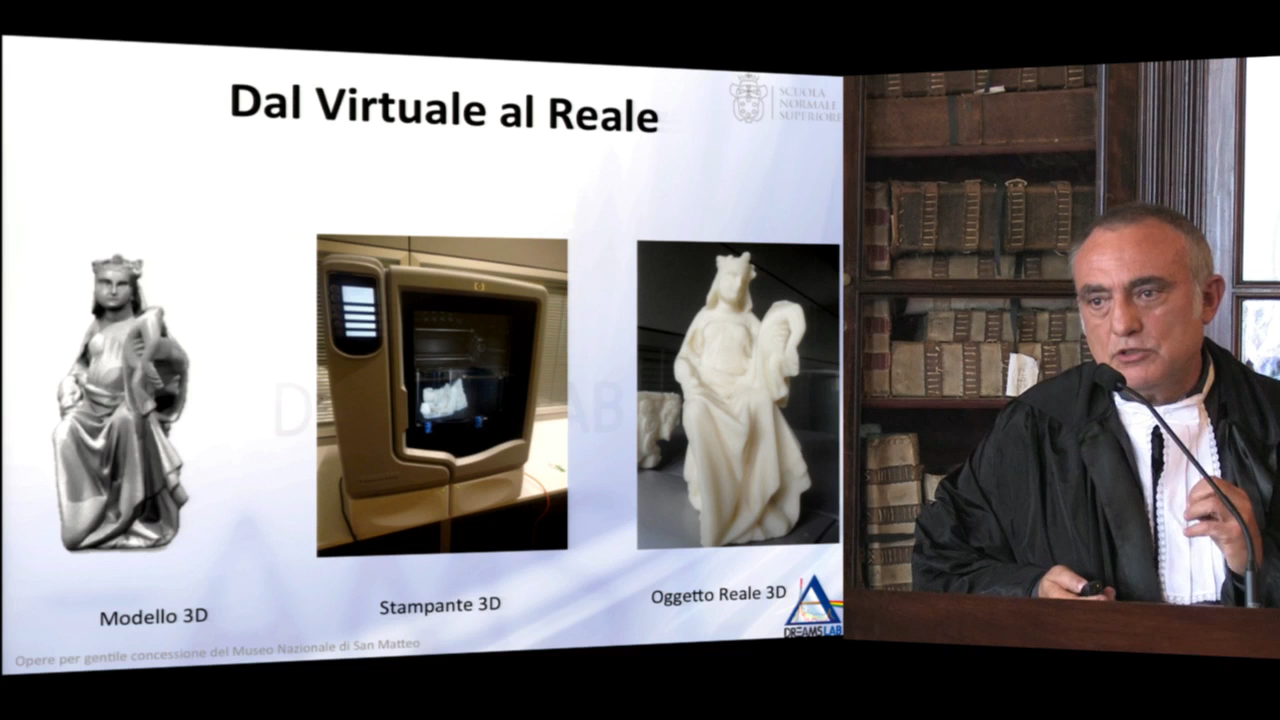 Dal Virtuale al Reale
SCUOLA
NORMALE
SUPERIORE
Modello 3D
Stampante 3D
Oggetto Reale 3D
DREAMSLAB
Opere per gentile concessione del Museo Nazionale di San Matteo